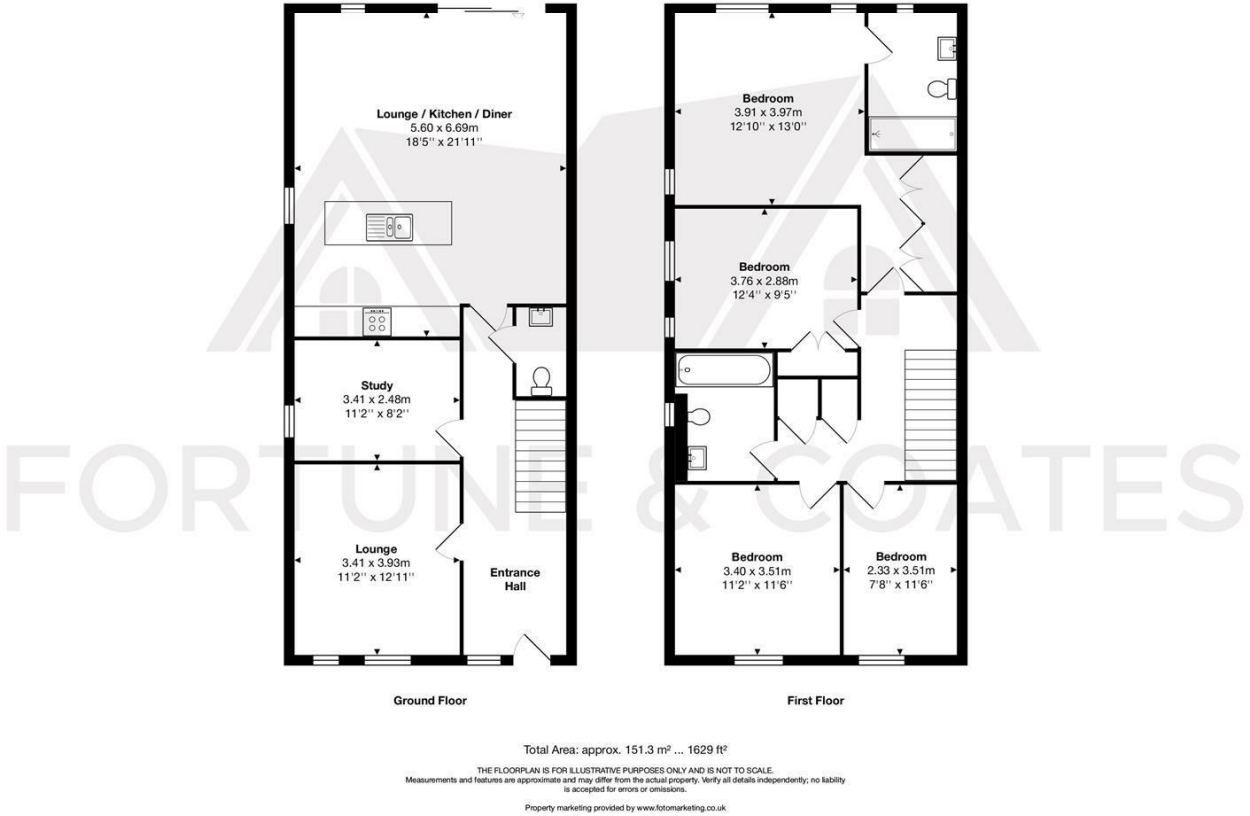 Lounge / Kitchen / Diner
5.60 x 6.69m
18'5'' x 21'11''
Study
3.41 x 2.48m
11'2'' x 8'2''
Lounge
3.41 x 3.93m
11'2'' x 12'11''
Entrance
Hall
Ground Floor
Bedroom
3.91 x 3.97m
12'10'' x 13'0''
Bedroom
3.76 x 2.88m
12'4'' x 9'5''
Bedroom
3.40 x 3.51m
11'2'' x 11'6''
Bedroom
2.33 x 3.51m
7'8'' x 11'6''
First Floor
FORTUNE & COATES
Total Area: approx. 151.3 m² ... 1629 ft²
THE FLOORPLAN IS FOR ILLUSTRATIVE PURPOSES ONLY AND IS NOT TO SCALE.
Measurements and features are approximate and may differ from the actual property. Verify all details independently; no liability
is accepted for errors or omissions.
Property marketing provided by www.fotomarketing.co.uk